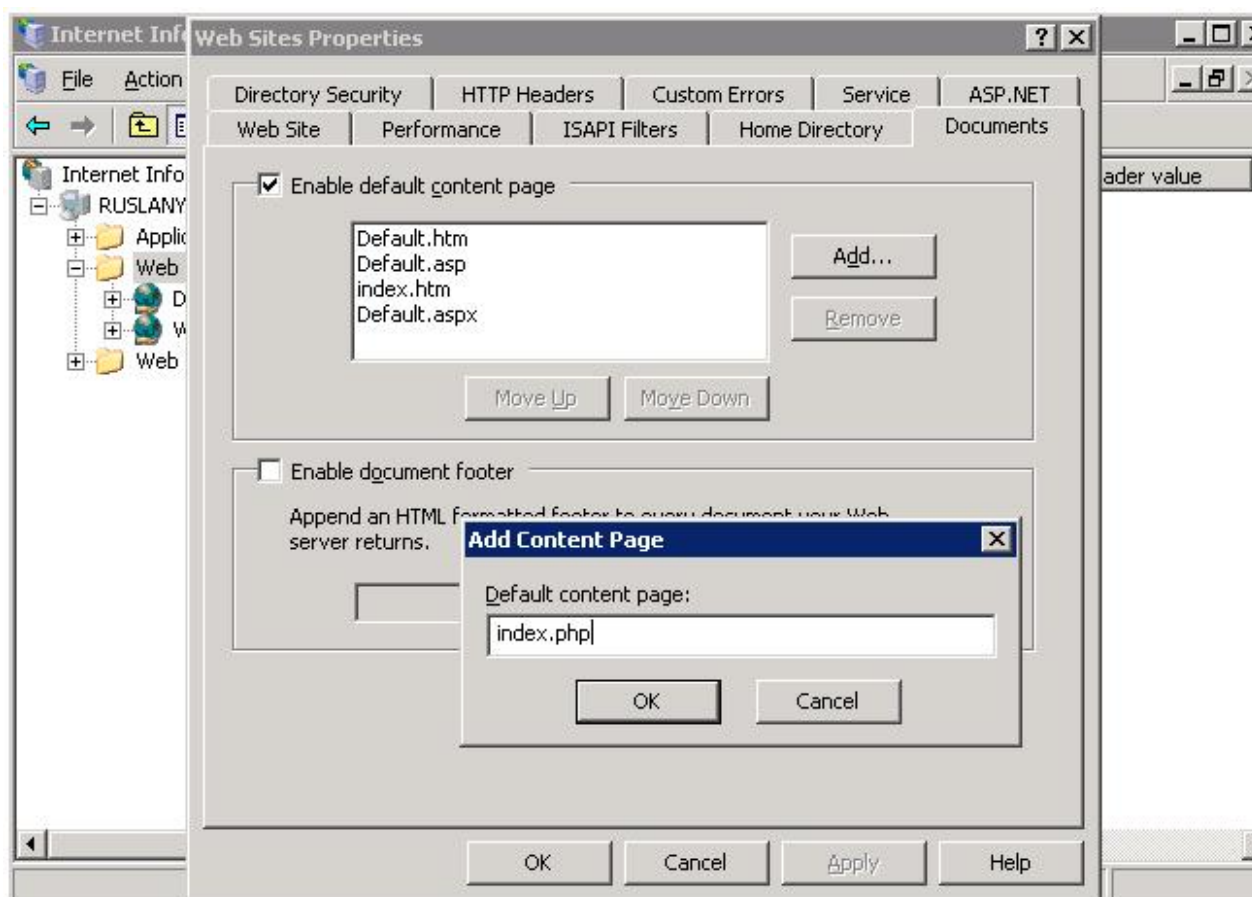 Internet Inf
Web Sites Properties
File Action
Directory Security HTTP Headers Custom Errors Service ASP.NET
Web Site Performance ISAPI Filters Home Directory Documents
Internet Info
ader value
RUSLANY
Applic
Web
D
W
Web
Enable default content page
Default.htm
Default.asp
index.htm
Default.aspx
Add...
Remove
Move Up Move Down
Enable document footer
Append an HTML formatted footer to every document your Web
server returns.
Add Content Page
Default content page:
index.php
OK Cancel
OK Cancel Apply Help